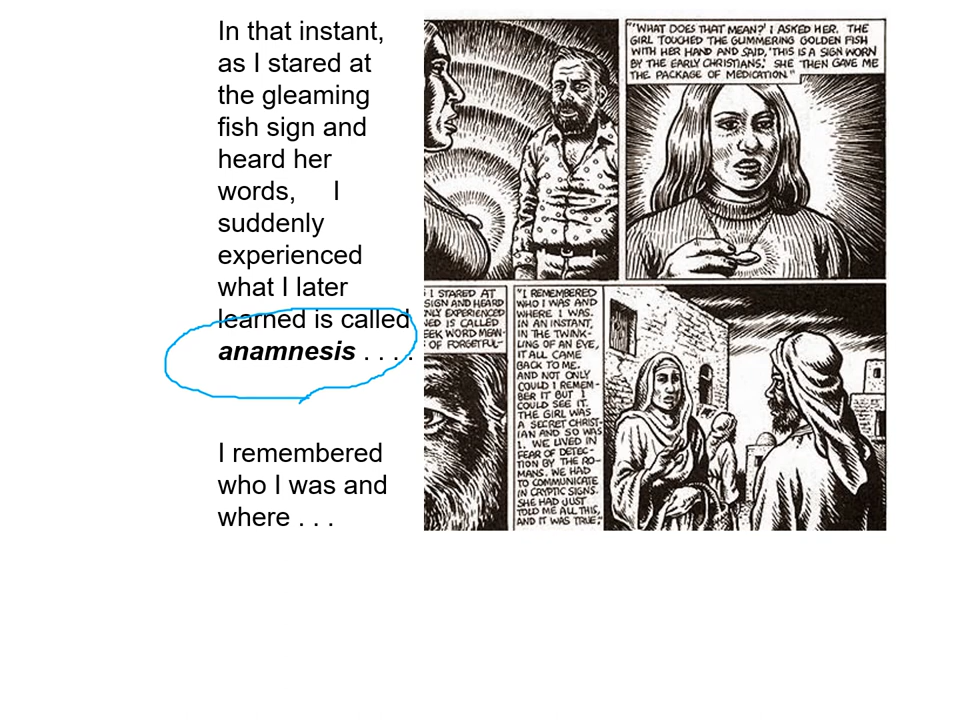 In that instant,
as I stared at
the gleaming
fish sign and
heard her
words, I
suddenly
experienced
what I later
learned is called
anamnesis . . . .
I remembered
who I was and
where . . .
"'WHAT DOES THAT MEAN?' I ASKED HER. THE
GIRL TOUCHED THE GLIMMERING GOLDEN FISH
WITH HER HAND AND SAID, 'THIS IS A SIGN WORN
BY THE EARLY CHRISTIANS.' SHE THEN GAVE ME
THE PACKAGE OF MEDICATION."
I STARED AT
SIGN AND HEARD
NLY EXPERIENCED
NED IS CALLED
EEK WORD MEAN-
OF FORGETFUL-
"I REMEMBERED
WHO I WAS AND
WHERE I WAS.
IN AN INSTANT,
IN THE TWINK-
LING OF AN EYE,
IT ALL CAME
BACK TO ME.
AND NOT ONLY
COULD I REMEM-
BER IT BUT I
COULD SEE IT.
THE GIRL WAS
A SECRET CHRIST-
IAN AND SO WAS
I. WE LIVED IN
FEAR OF DETEC-
TION BY THE RO-
MANS. WE HAD
TO COMMUNICATE
IN CRYPTIC SIGNS.
SHE HAD JUST
TOLD ME ALL THIS,
AND IT WAS TRUE."